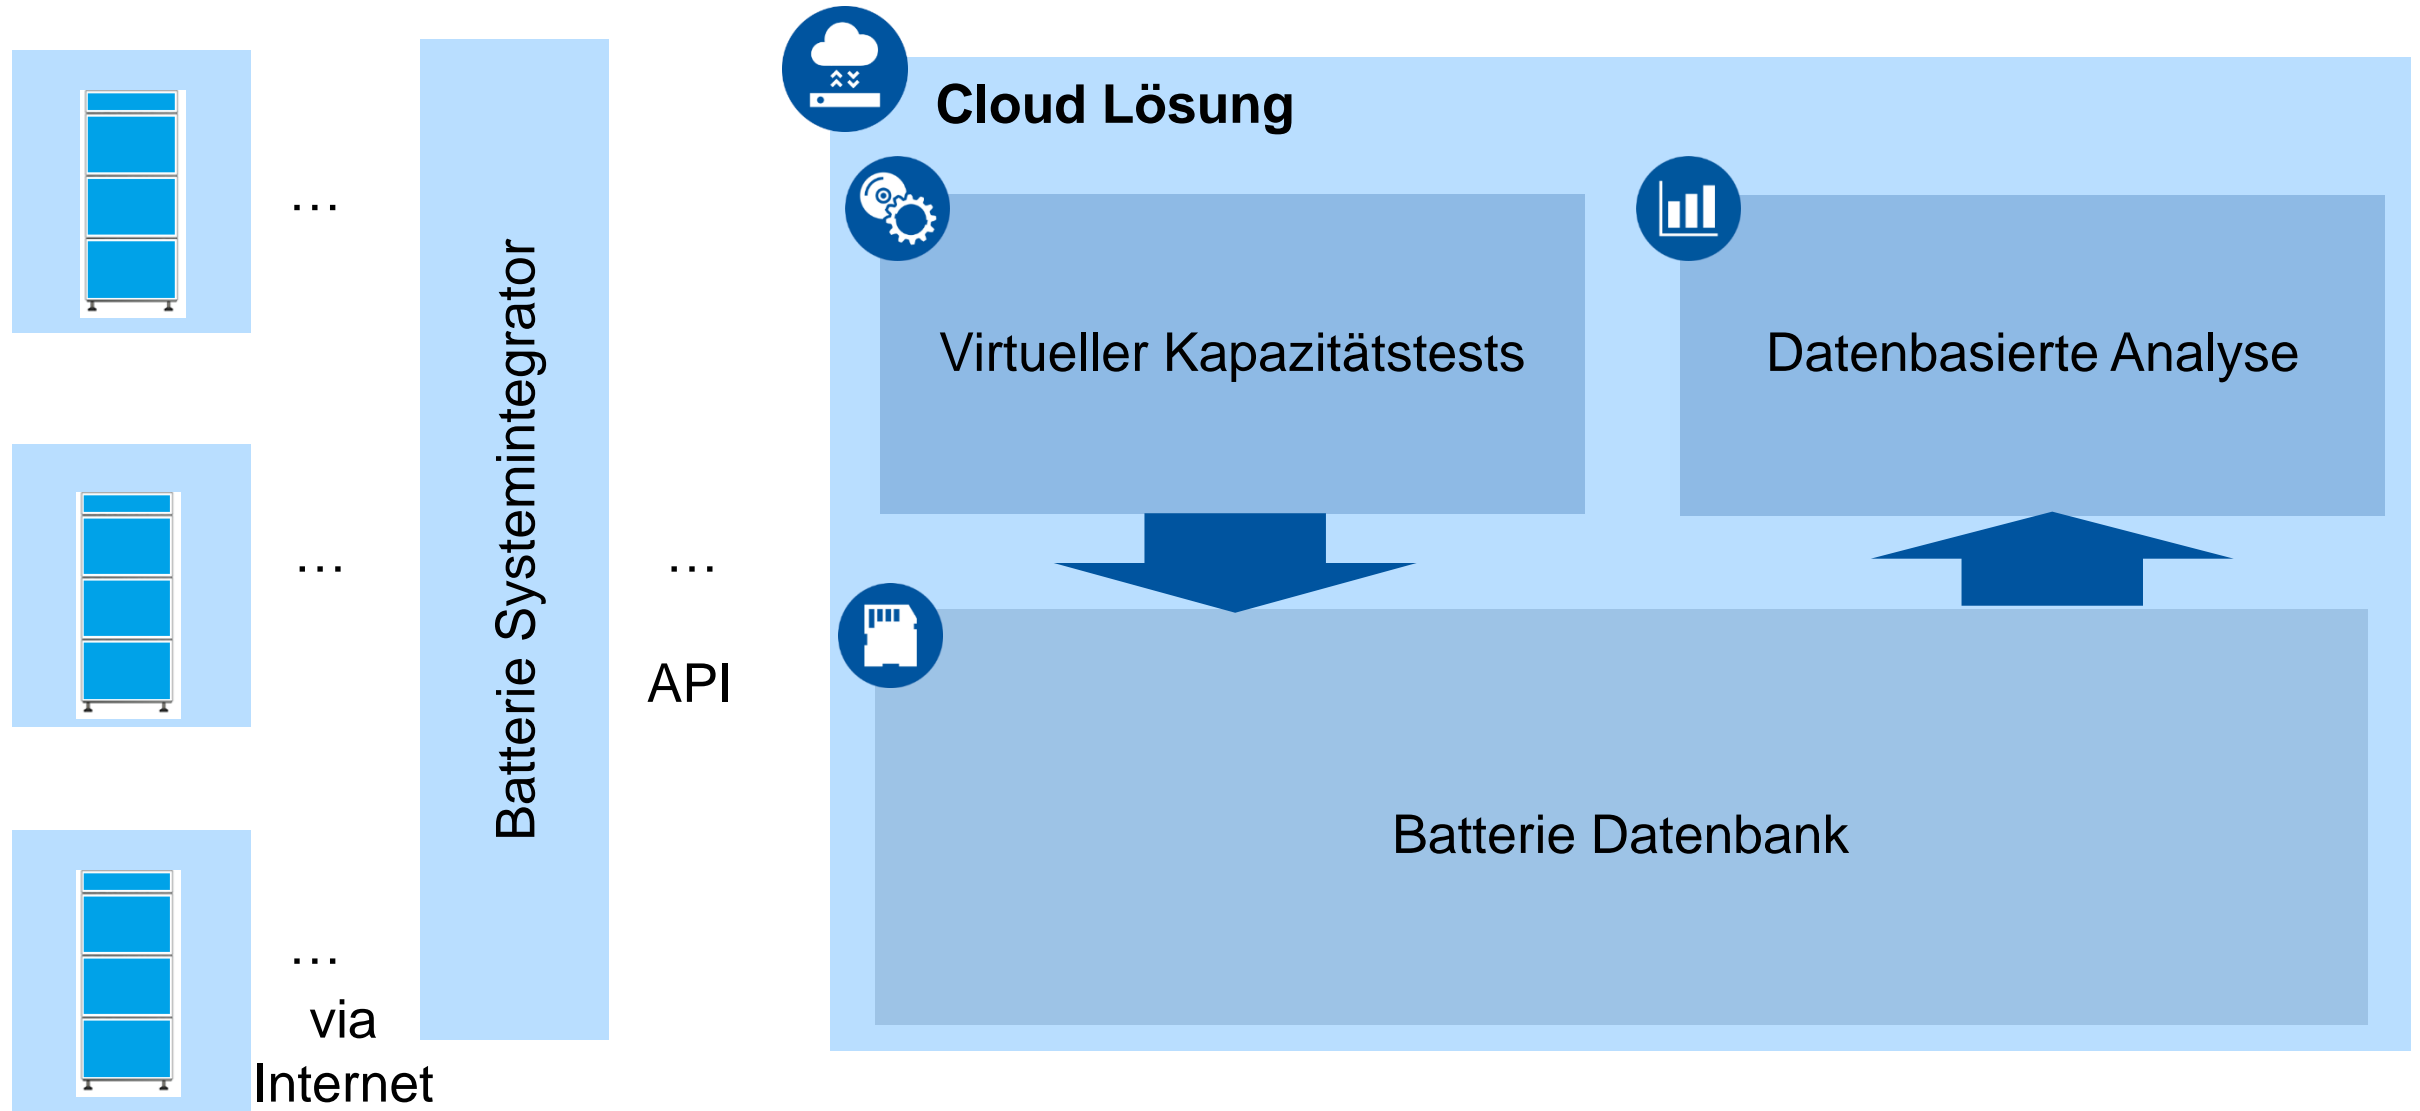 Cloud Lösung
…
Batterie Systemintegrator
Virtueller Kapazitätstests
Datenbasierte Analyse
…
…
API
Batterie Datenbank
…
via
Internet